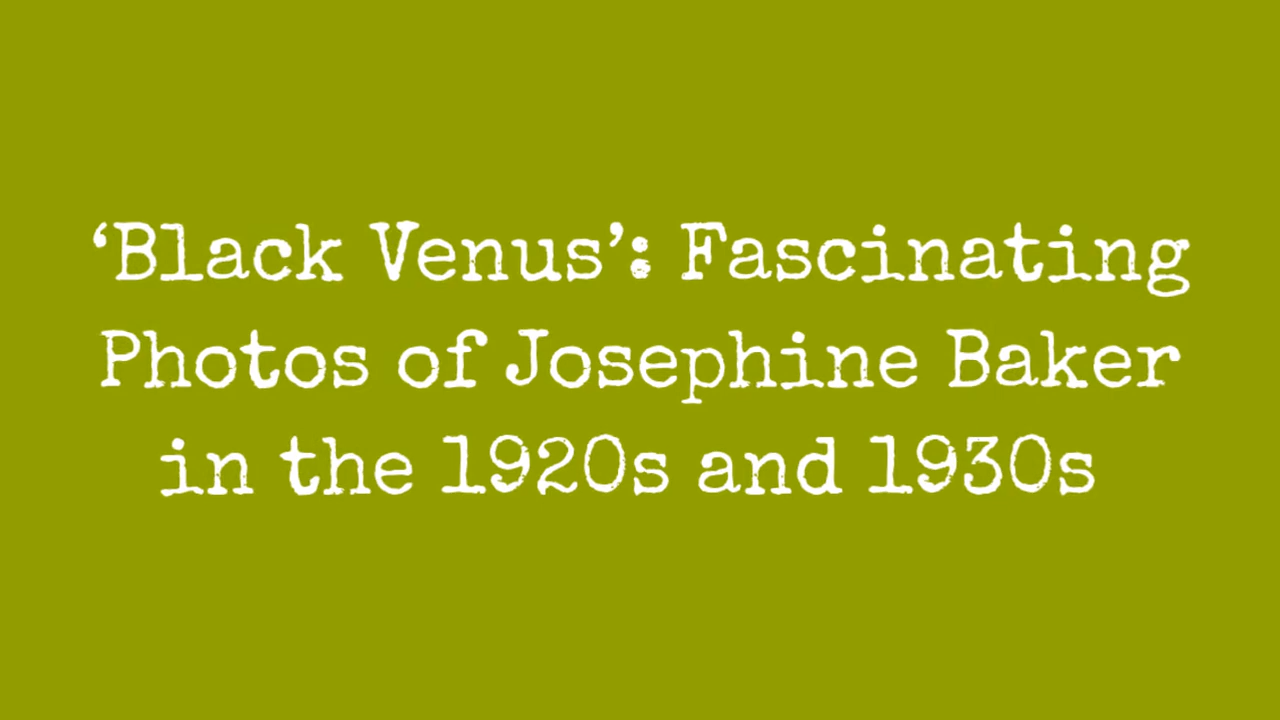 ‘Black Venus’: Fascinating
Photos of Josephine Baker
in the 1920s and 1930s